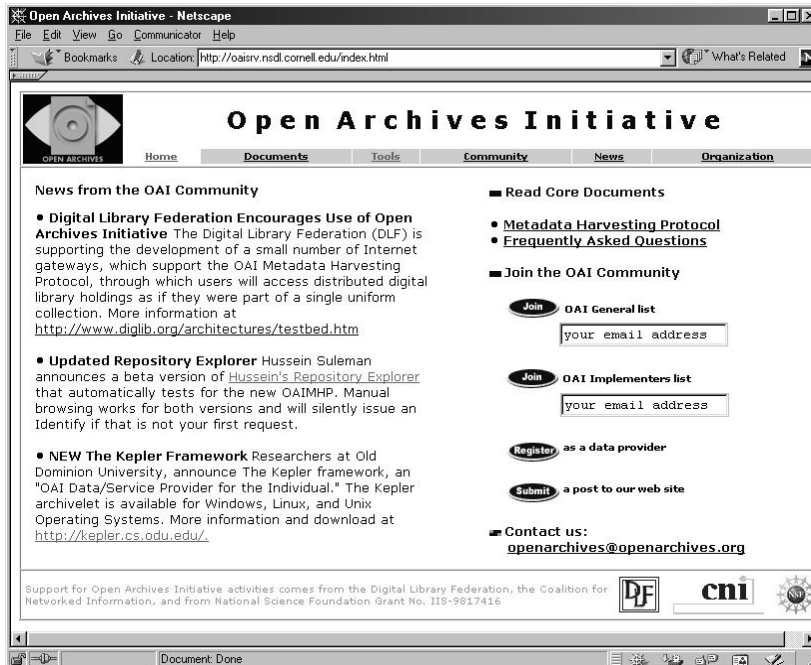 Open Archives Initiative - Netscape
File Edit View Go Communicator Help
Bookmarks Location: http://oaisrv.nsdl.cornell.edu/index.html What's Related
OPEN ARCHIVES
Open Archives Initiative
Home Documents Tools Community News Organization
News from the OAI Community
• Digital Library Federation Encourages Use of Open
Archives Initiative The Digital Library Federation (DLF) is
supporting the development of a small number of Internet
gateways, which support the OAI Metadata Harvesting
Protocol, through which users will access distributed digital
library holdings as if they were part of a single uniform
collection. More information at
http://www.diglib.org/architectures/testbed.htm
• Updated Repository Explorer Hussein Suleman
announces a beta version of Hussein's Repository Explorer
that automatically tests for the new OAIMHP. Manual
browsing works for both versions and will silently issue an
Identify if that is not your first request.
• NEW The Kepler Framework Researchers at Old
Dominion University, announce The Kepler framework, an
"OAI Data/Service Provider for the Individual." The Kepler
archivelet is available for Windows, Linux, and Unix
Operating Systems. More information and download at
http://kepler.cs.odu.edu/.
Read Core Documents
• Metadata Harvesting Protocol
• Frequently Asked Questions
Join the OAI Community
Join OAI General list
your email address
Join OAI Implementers list
your email address
Register as a data provider
Submit a post to our web site
Contact us:
openarchives@openarchives.org
Support for Open Archives Initiative activities comes from the Digital Library Federation, the Coalition for
Networked Information, and from National Science Foundation Grant No. IIS-9817416
DLF cni NSF
Document: Done